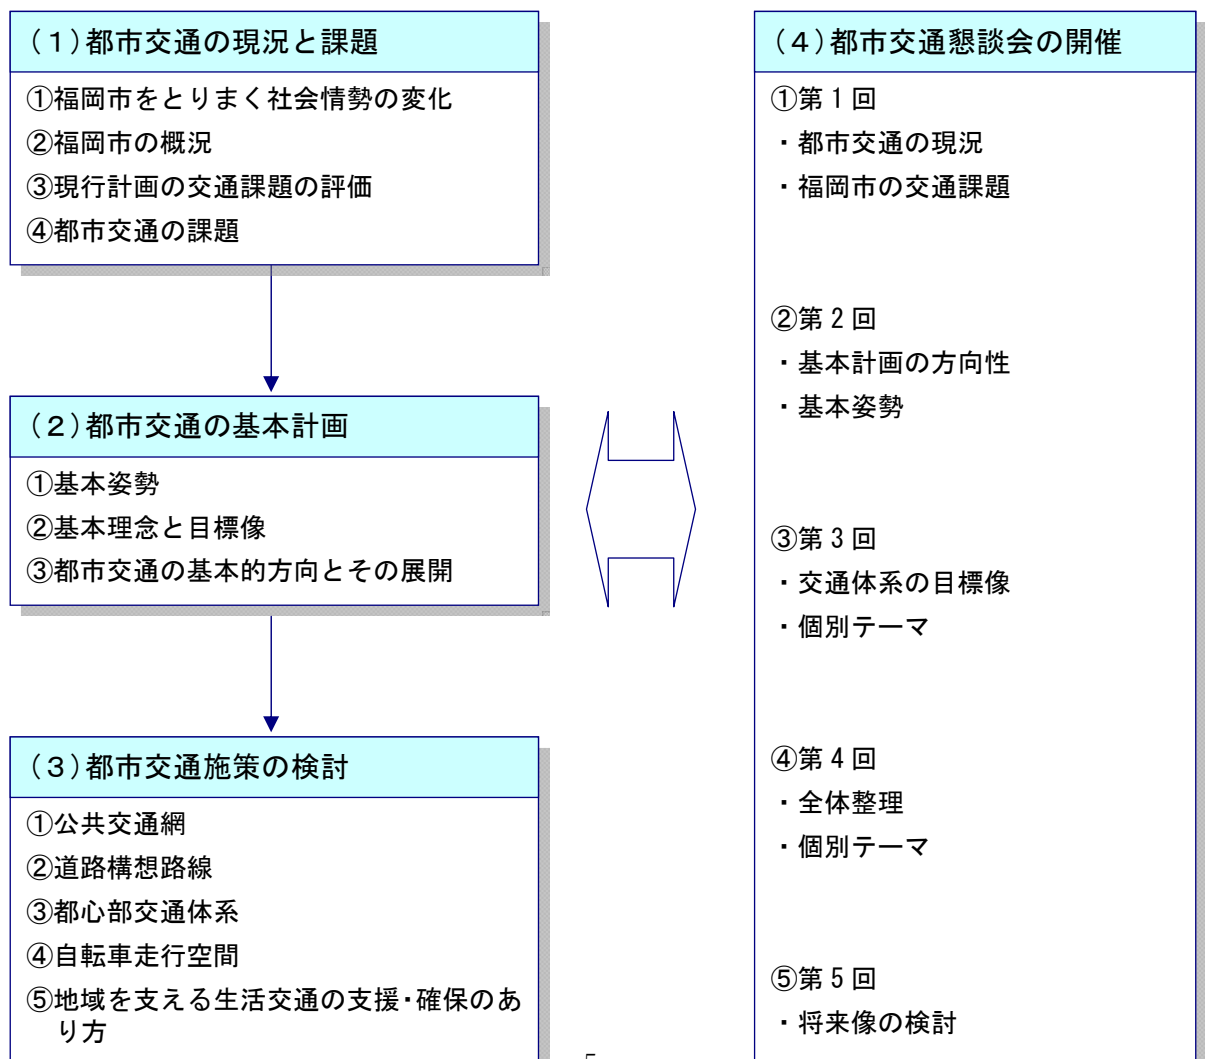 (1)都市交通の現況と課題
①福岡市をとりまく社会情勢の変化
②福岡市の概況
③現行計画の交通課題の評価
④都市交通の課題
(2)都市交通の基本計画
①基本姿勢
②基本理念と目標像
③都市交通の基本的方向とその展開
(3)都市交通施策の検討
①公共交通網
②道路構想路線
③都心部交通体系
④自転車走行空間
⑤地域を支える生活交通の支援・確保のあ
り方
(4)都市交通懇談会の開催
①第1回
・都市交通の現況
・福岡市の交通課題
②第2回
・基本計画の方向性
・基本姿勢
③第3回
・交通体系の目標像
・個別テーマ
④第4回
・全体整理
・個別テーマ
⑤第5回
・将来像の検討